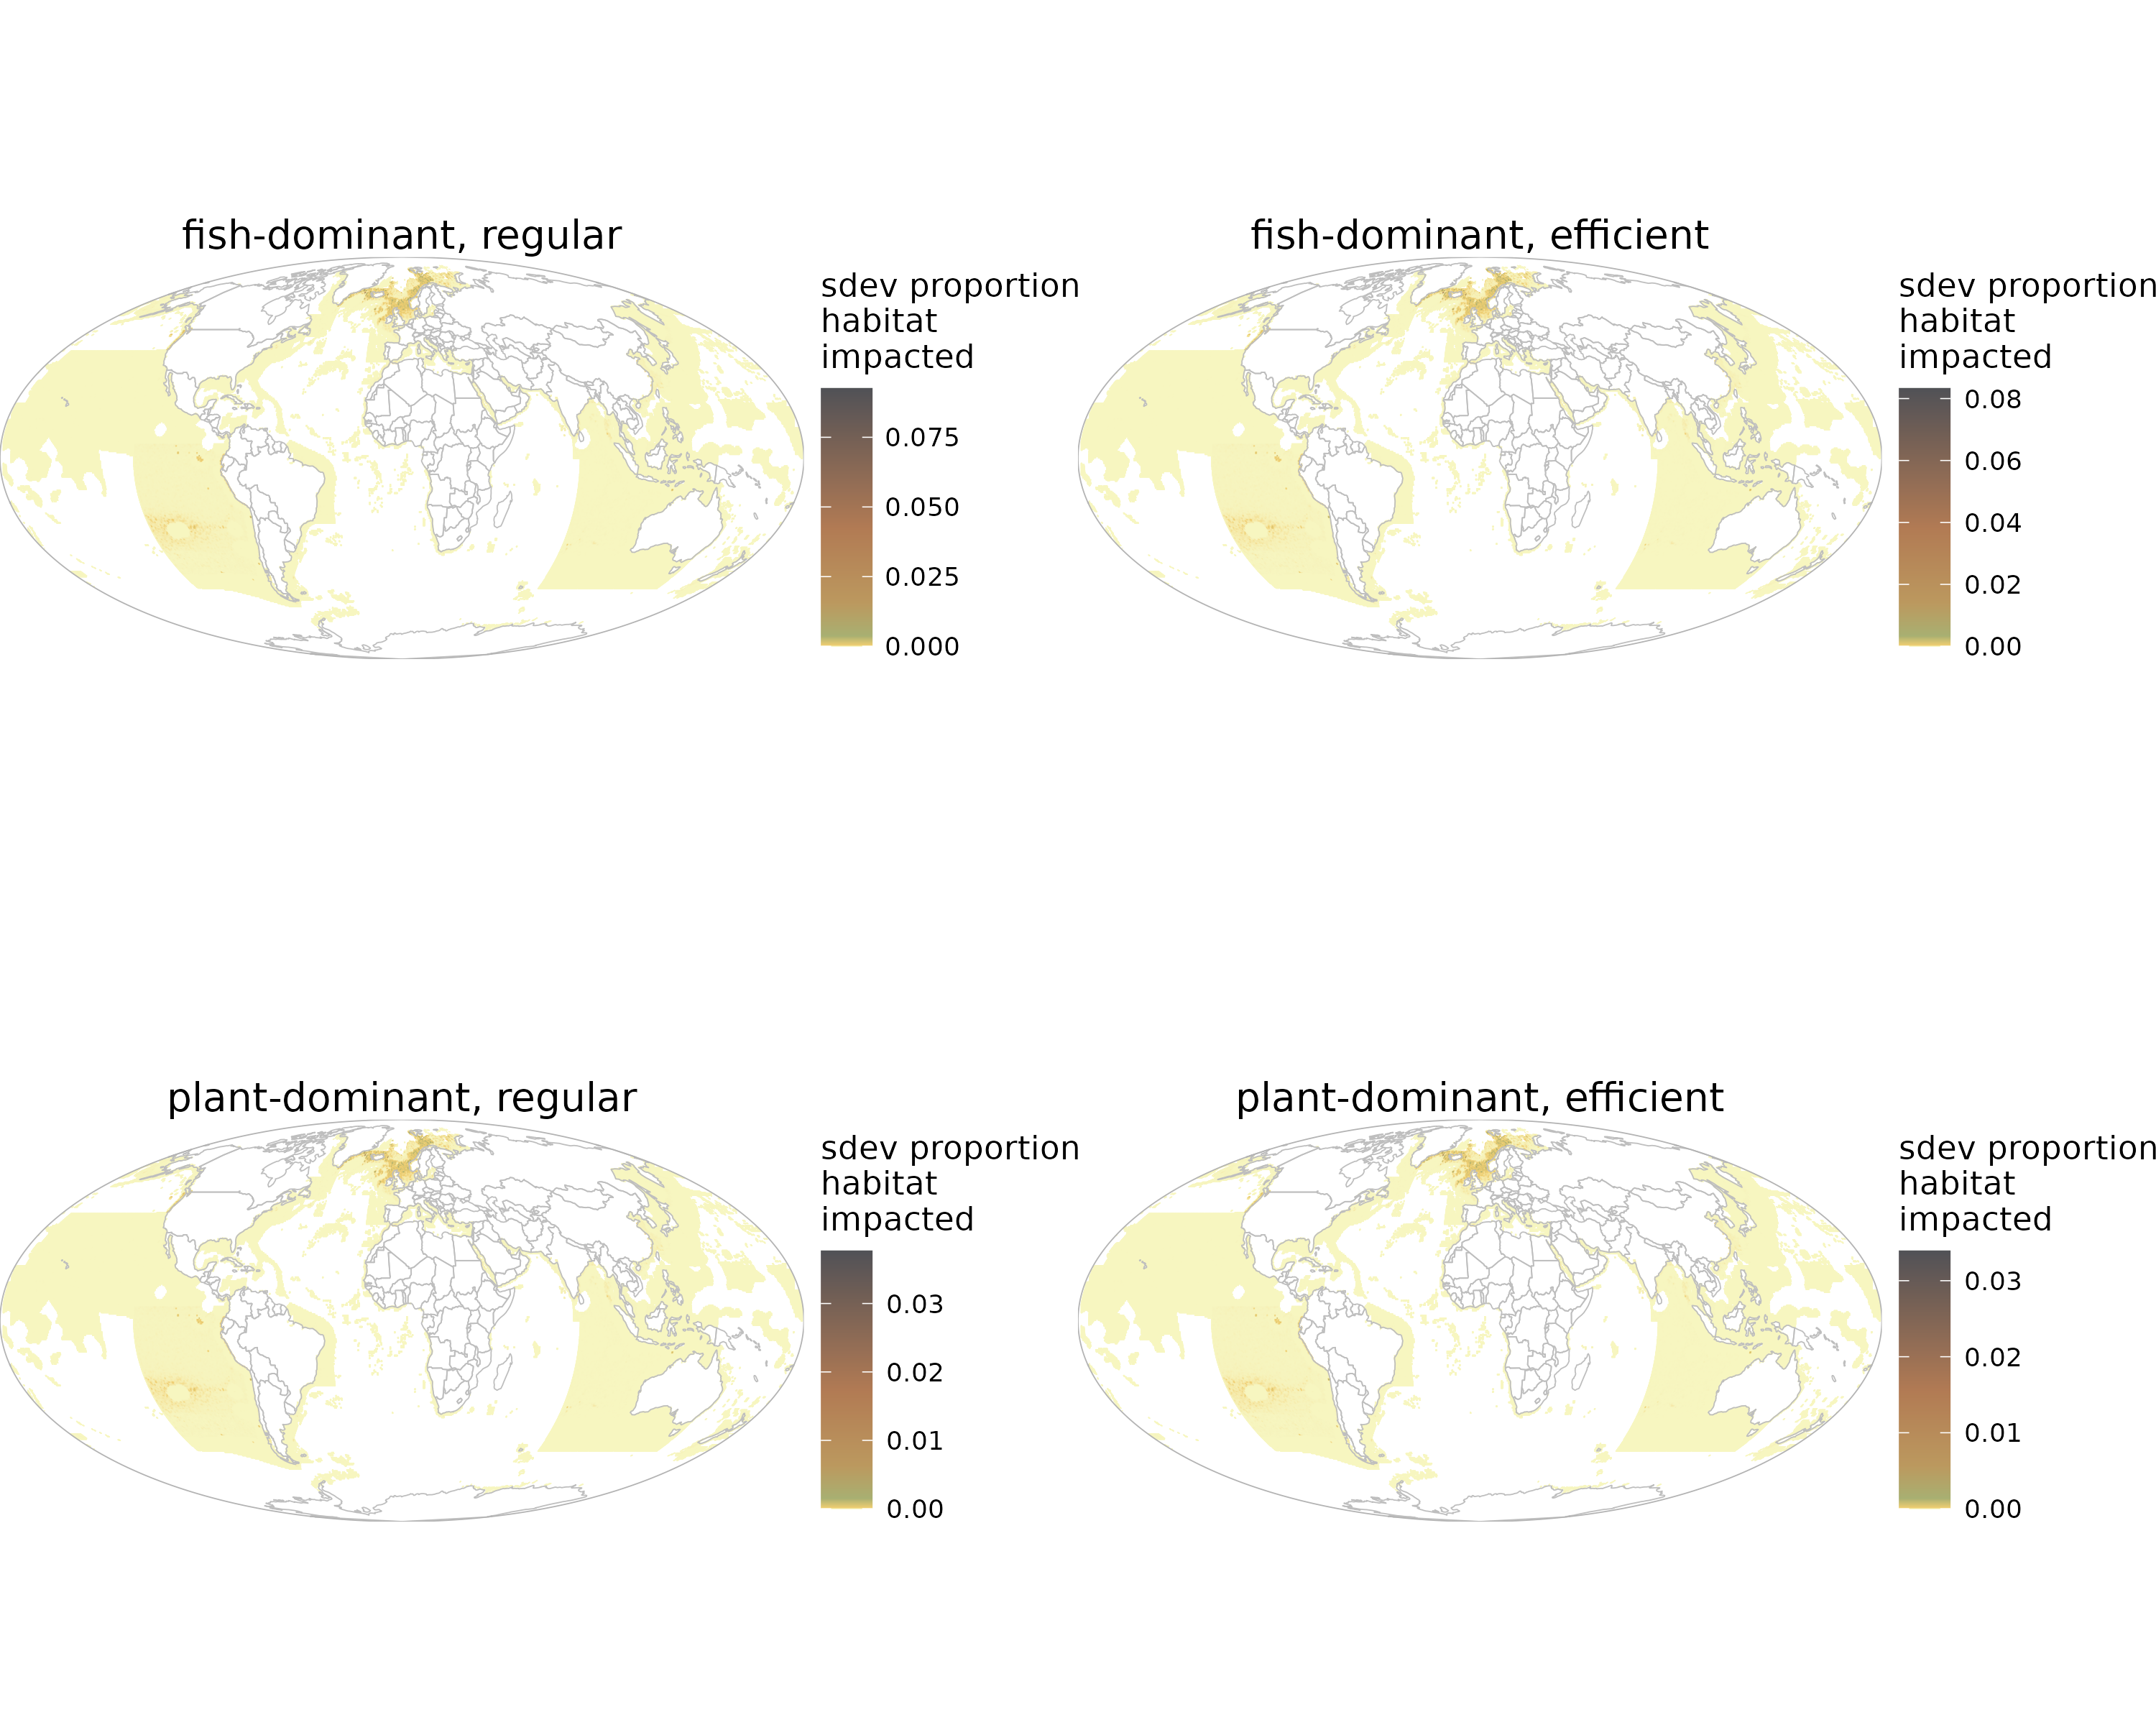 fish-dominant, regular
sdev proportion
habitat
impacted
0.075
0.050
0.025
0.000
fish-dominant, efficient
sdev proportion
habitat
impacted
0.08
0.06
0.04
0.02
0.00
plant-dominant, regular
sdev proportion
habitat
impacted
0.03
0.02
0.01
0.00
plant-dominant, efficient
sdev proportion
habitat
impacted
0.03
0.02
0.01
0.00